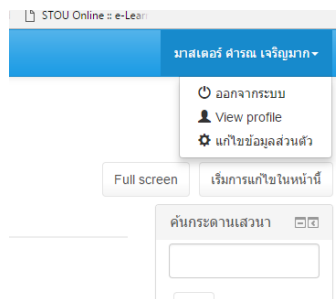 STOU Online :: e-Lear
มาสเตอร์ ศารณ เจริญมาก
ออกจากระบบ
View profile
แก้ไขข้อมูลส่วนตัว
Full screen
เริ่มการแก้ไขในหน้านี้
ค้นกระดานเสวนา